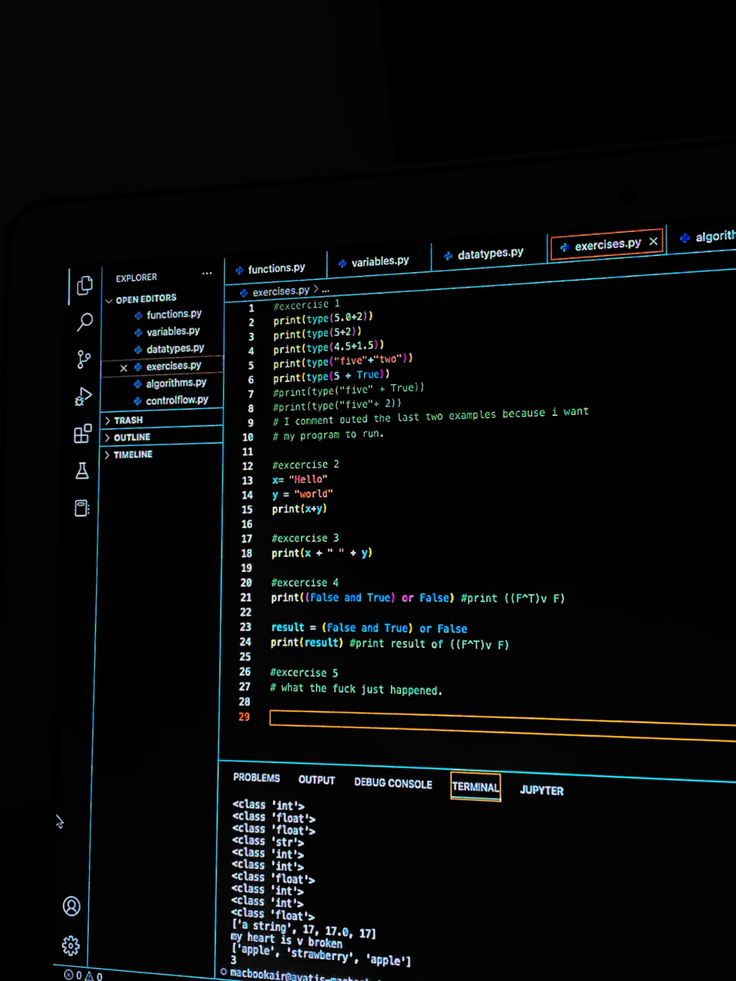 EXPLORER
...
OPEN EDITORS
functions.py
variables.py
datatypes.py
exercises.py
algorithms.py
controlflow.py
TRASH
OUTLINE
TIMELINE
functions.py
variables.py
datatypes.py
exercises.py
exercises.py > ...
1 #excercise 1
2 print(type(5.0+2))
3 print(type(5+2))
4 print(type(4.5+1.5))
5 print(type("five"+"two"))
6 print(type(5 + True))
7 #print(type("five" + True))
8 #print(type("five"+ 2))
9 # I comment outed the last two examples because i want
10 # my program to run.
11
12 #excercise 2
13 x= "Hello"
14 y = "world"
15 print(x+y)
16
17 #excercise 3
18 print(x + " " + y)
19
20 #excercise 4
21 print((False and True) or False) #print ((F^T)v F)
22
23 result = (False and True) or False
24 print(result) #print result of ((F^T)v F)
25
26 #excercise 5
27 # what the fuck just happened.
28
29
PROBLEMS OUTPUT DEBUG CONSOLE TERMINAL JUPYTER
<class 'int'>
<class 'float'>
<class 'float'>
<class 'str'>
<class 'int'>
<class 'int'>
<class 'float'>
<class 'int'>
<class 'int'>
<class 'float'>
['a string', 17, 17.0, 17]
my heart is v broken
['apple', 'strawberry', 'apple']
3
0 0